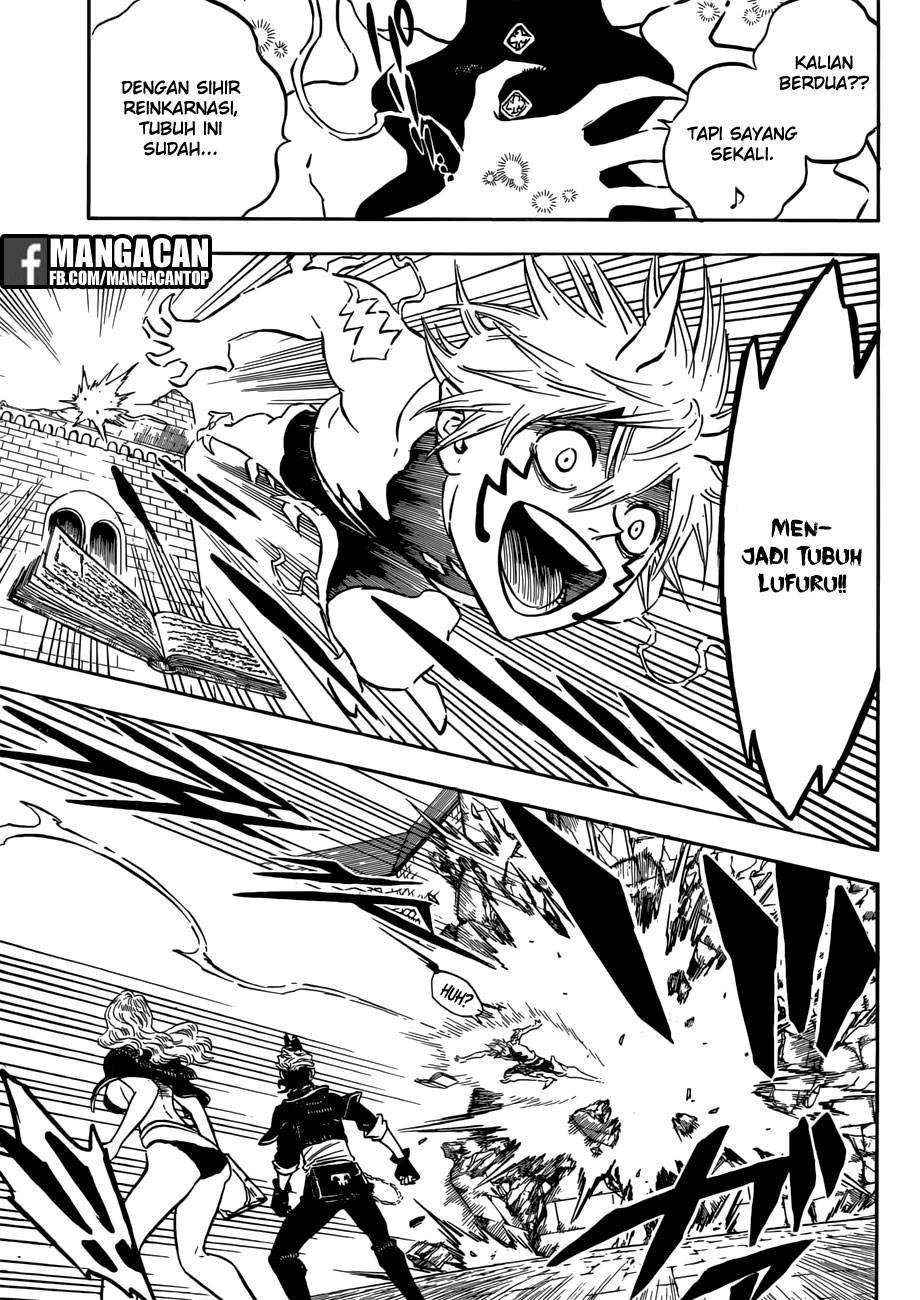 KALIAN
BERDUA??
TAPI SAYANG
SEKALI.
DENGAN SIHIR
REINKARNASI,
TUBUH INI
SUDAH...
MANGACAN
FB.COM/MANGACANTOP
MEN-
JADI TUBUH
LUFURU!!
HUH?